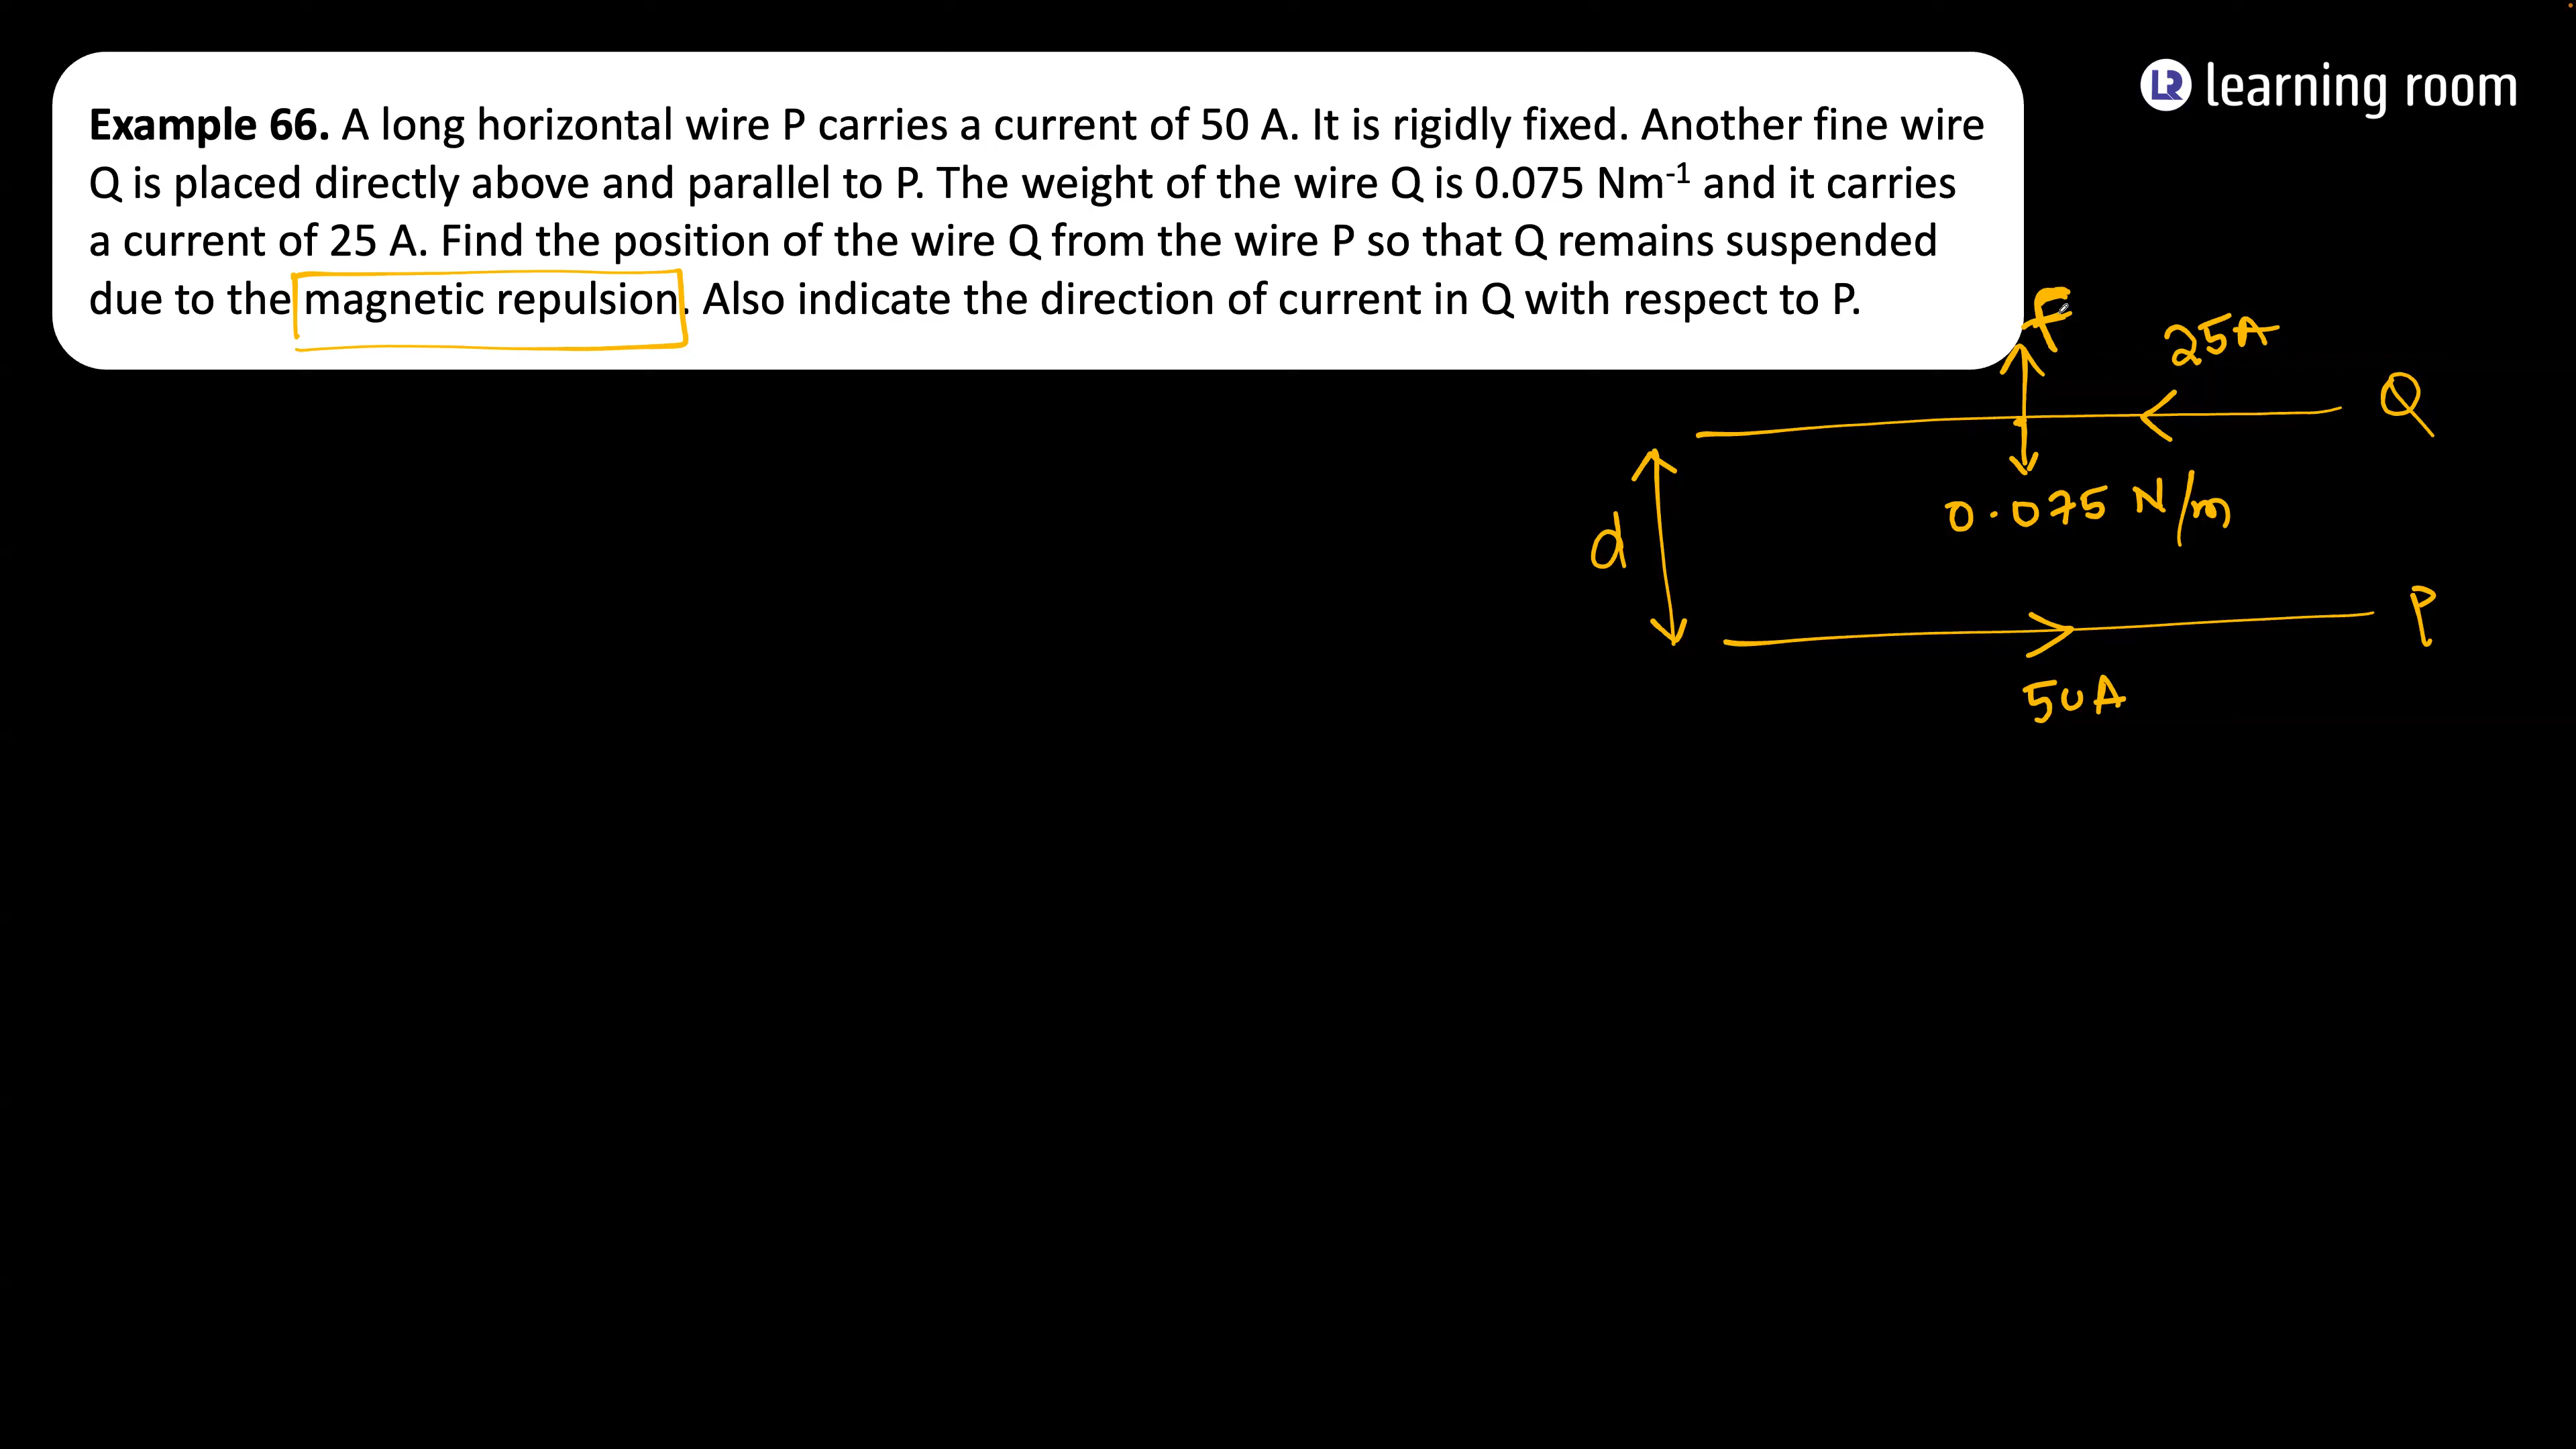 learning room
Example 66. A long horizontal wire P carries a current of 50 A. It is rigidly fixed. Another fine wire
Q is placed directly above and parallel to P. The weight of the wire Q is 0.075 Nm⁻¹ and it carries
a current of 25 A. Find the position of the wire Q from the wire P so that Q remains suspended
due to the magnetic repulsion. Also indicate the direction of current in Q with respect to P.
F
25A
Q
0.075 N/m
d
P
50A